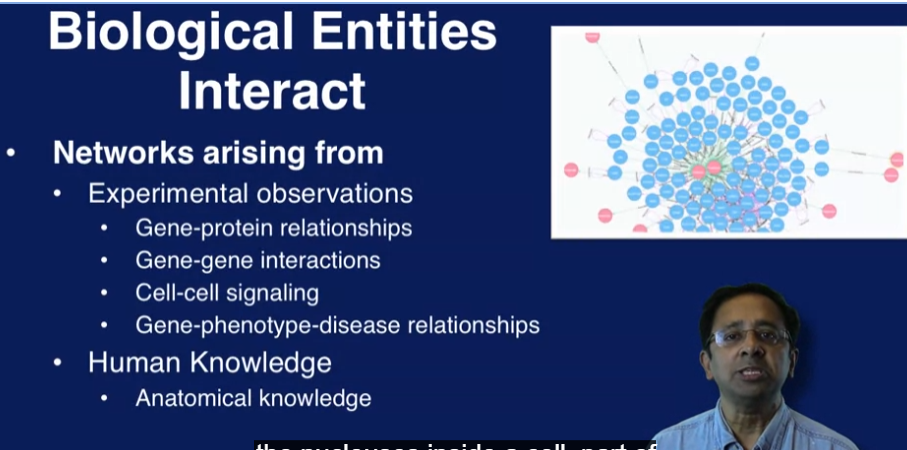 Biological Entities
Interact
• Networks arising from
• Experimental observations
• Gene-protein relationships
• Gene-gene interactions
• Cell-cell signaling
• Gene-phenotype-disease relationships
• Human Knowledge
• Anatomical knowledge
the nucleuses inside a cell, part of